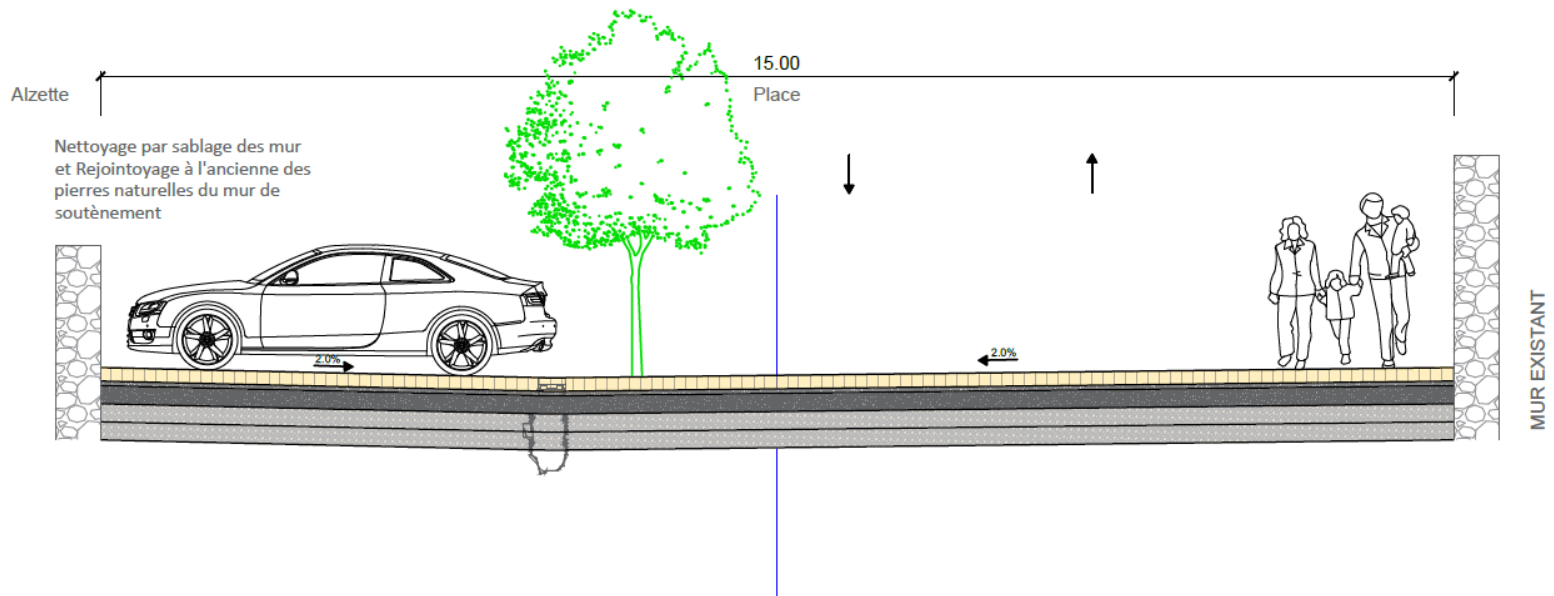 15.00
Alzette
Place
Nettoyage par sablage des mur
et Rejointoyage à l'ancienne des
pierres naturelles du mur de
soutènement
2.0%
2.0%
MUR EXISTANT